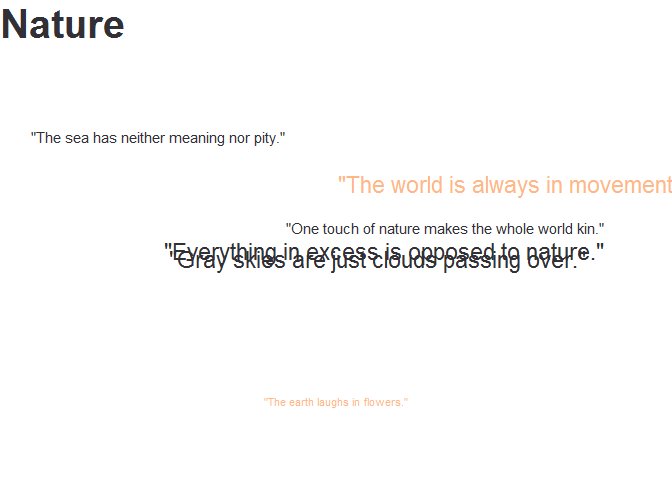 Nature
"The sea has neither meaning nor pity."
"The world is always in movement
"One touch of nature makes the whole world kin."
"Everything in excess is opposed to nature."
"Gray skies are just clouds passing over."
"The earth laughs in flowers."